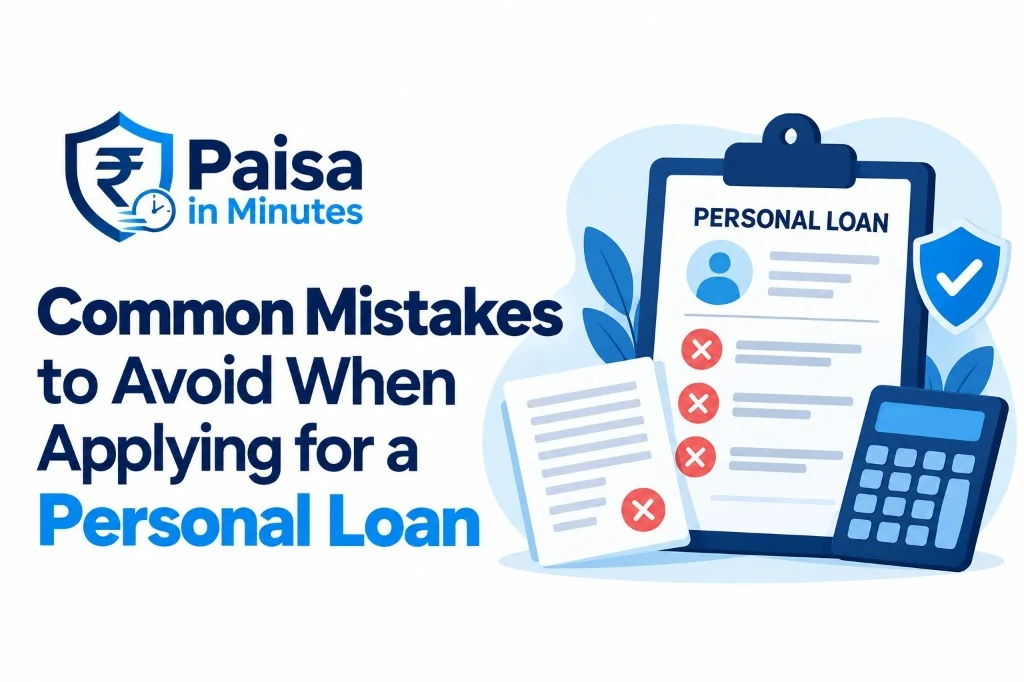 Paisa
in Minutes
Common Mistakes
to Avoid When
Applying for a
Personal Loan
PERSONAL LOAN